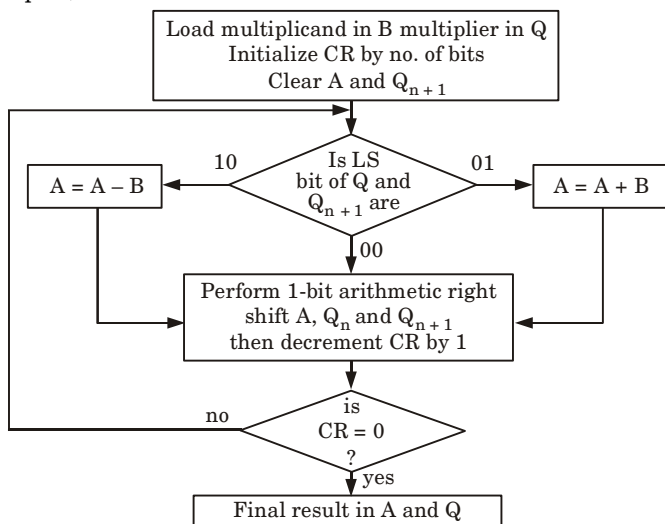 Load multiplicand in B multiplier in Q
Initialize CR by no. of bits
Clear A and Qn + 1
10
Is LS
bit of Q and
Qn + 1 are
01
A = A – B
A = A + B
00
Perform 1-bit arithmetic right
shift A, Qn and Qn + 1
then decrement CR by 1
no
is
CR = 0
?
yes
Final result in A and Q